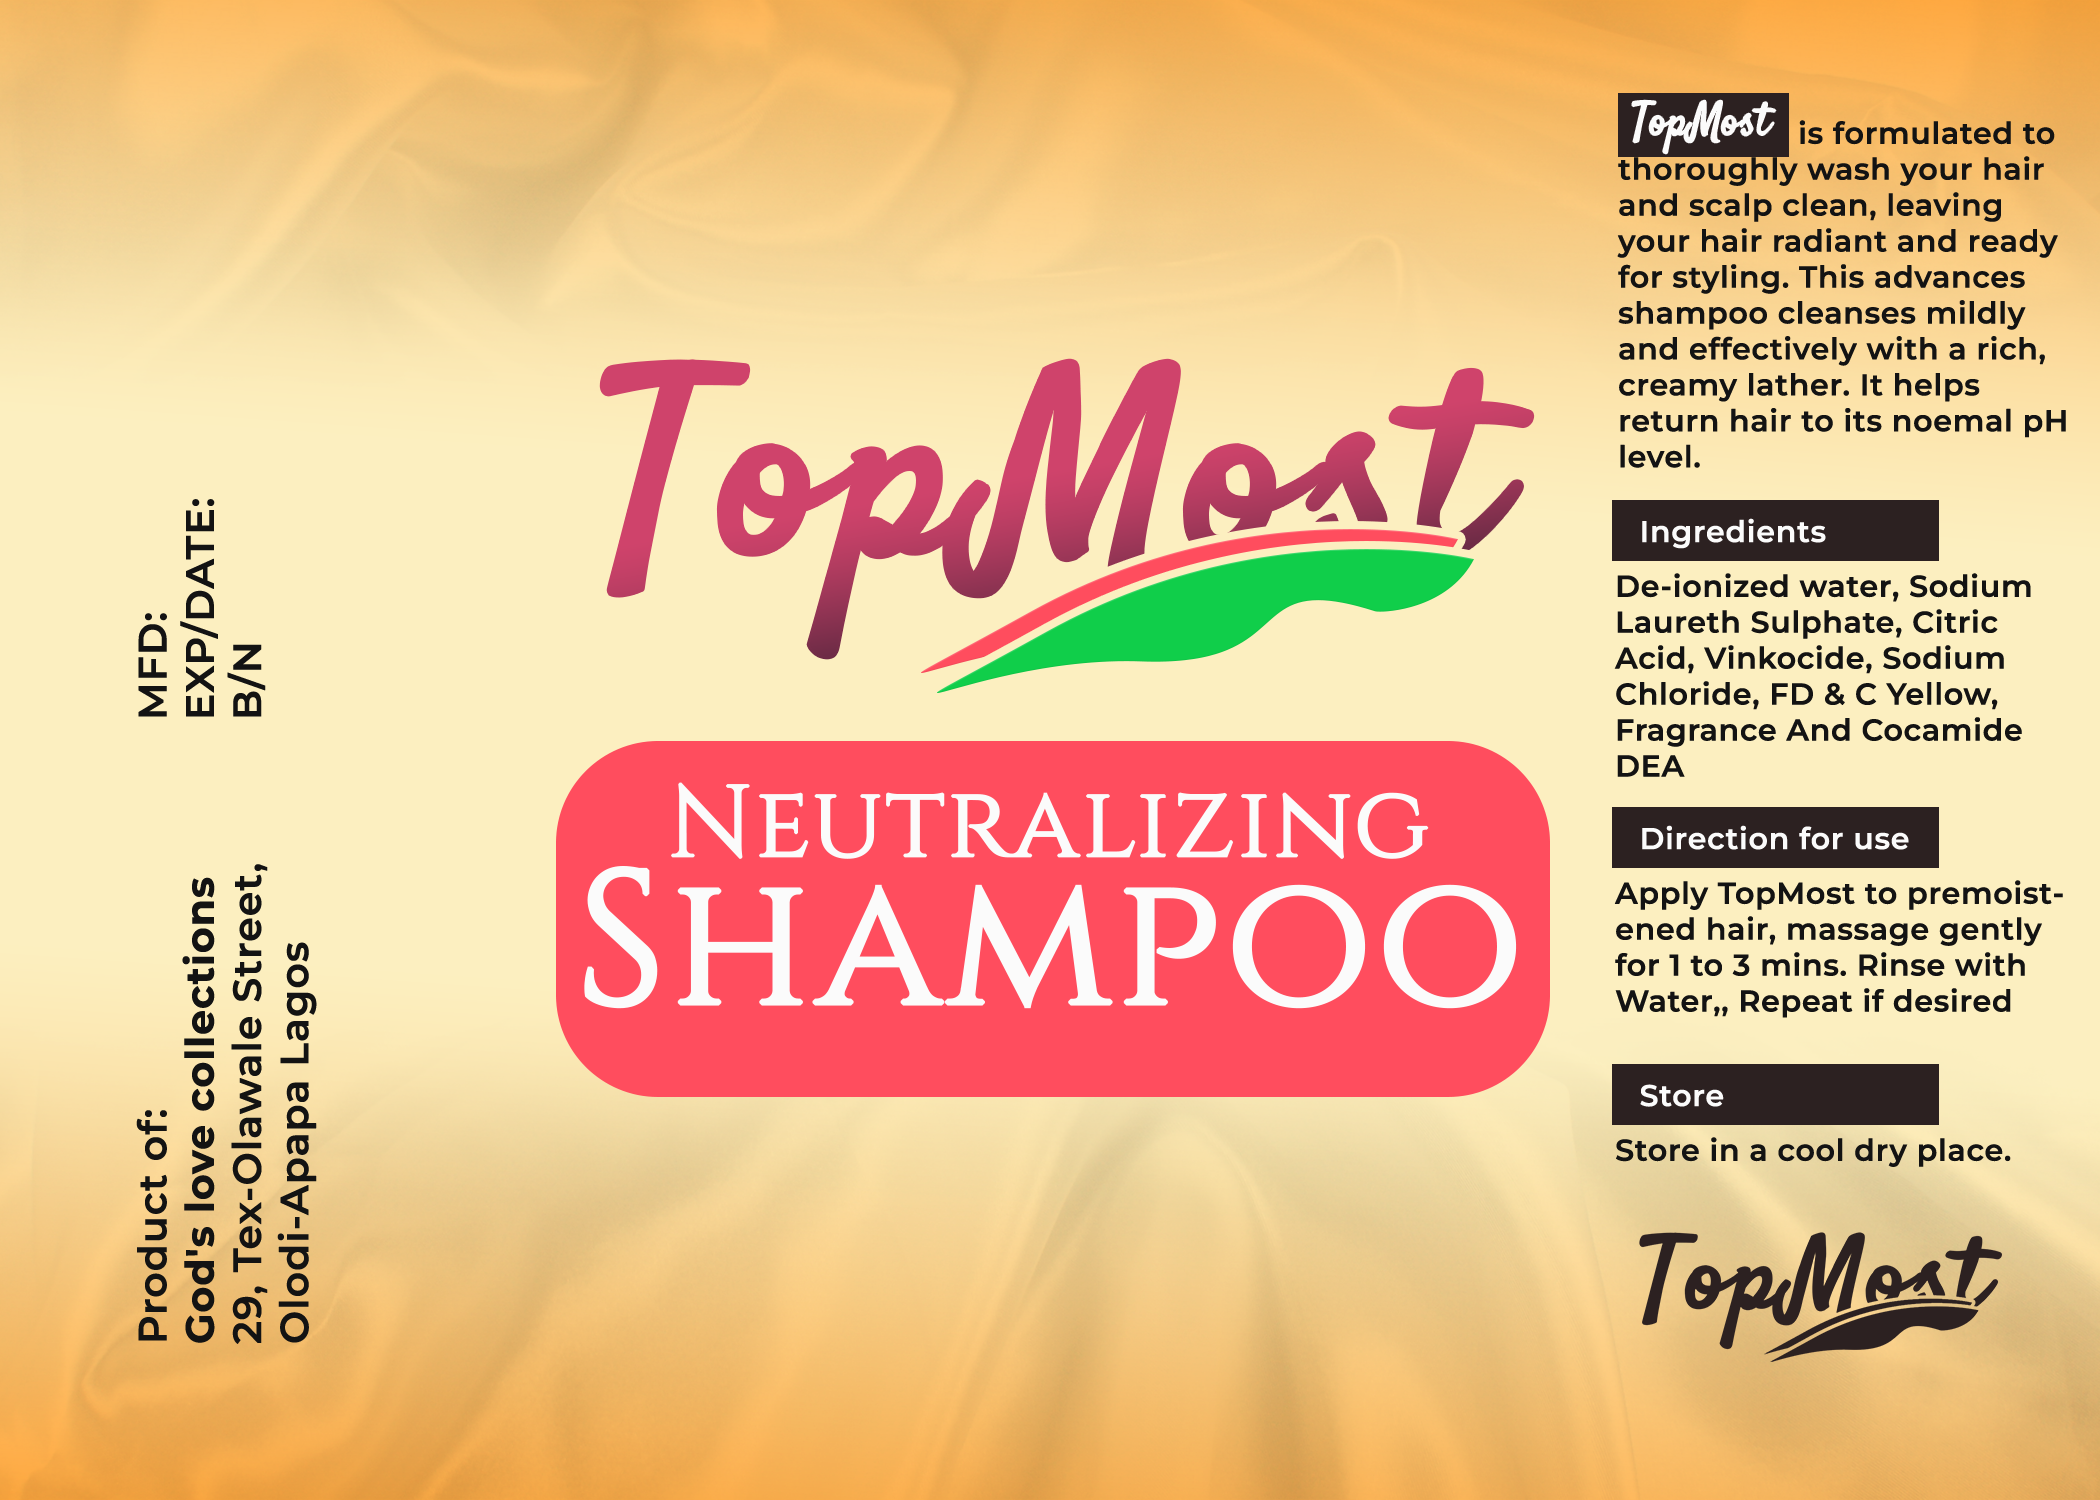 MFD:
EXP/DATE:
B/N
Product of:
God's love collections
29, Tex-Olawale Street,
Olodi-Apapa Lagos
TopMost
NEUTRALIZING
SHAMPOO
TopMost is formulated to
thoroughly wash your hair
and scalp clean, leaving
your hair radiant and ready
for styling. This advances
shampoo cleanses mildly
and effectively with a rich,
creamy lather. It helps
return hair to its noemal pH
level.
Ingredients
De-ionized water, Sodium
Laureth Sulphate, Citric
Acid, Vinkocide, Sodium
Chloride, FD & C Yellow,
Fragrance And Cocamide
DEA
Direction for use
Apply TopMost to premoist-
ened hair, massage gently
for 1 to 3 mins. Rinse with
Water,, Repeat if desired
Store
Store in a cool dry place.
TopMost